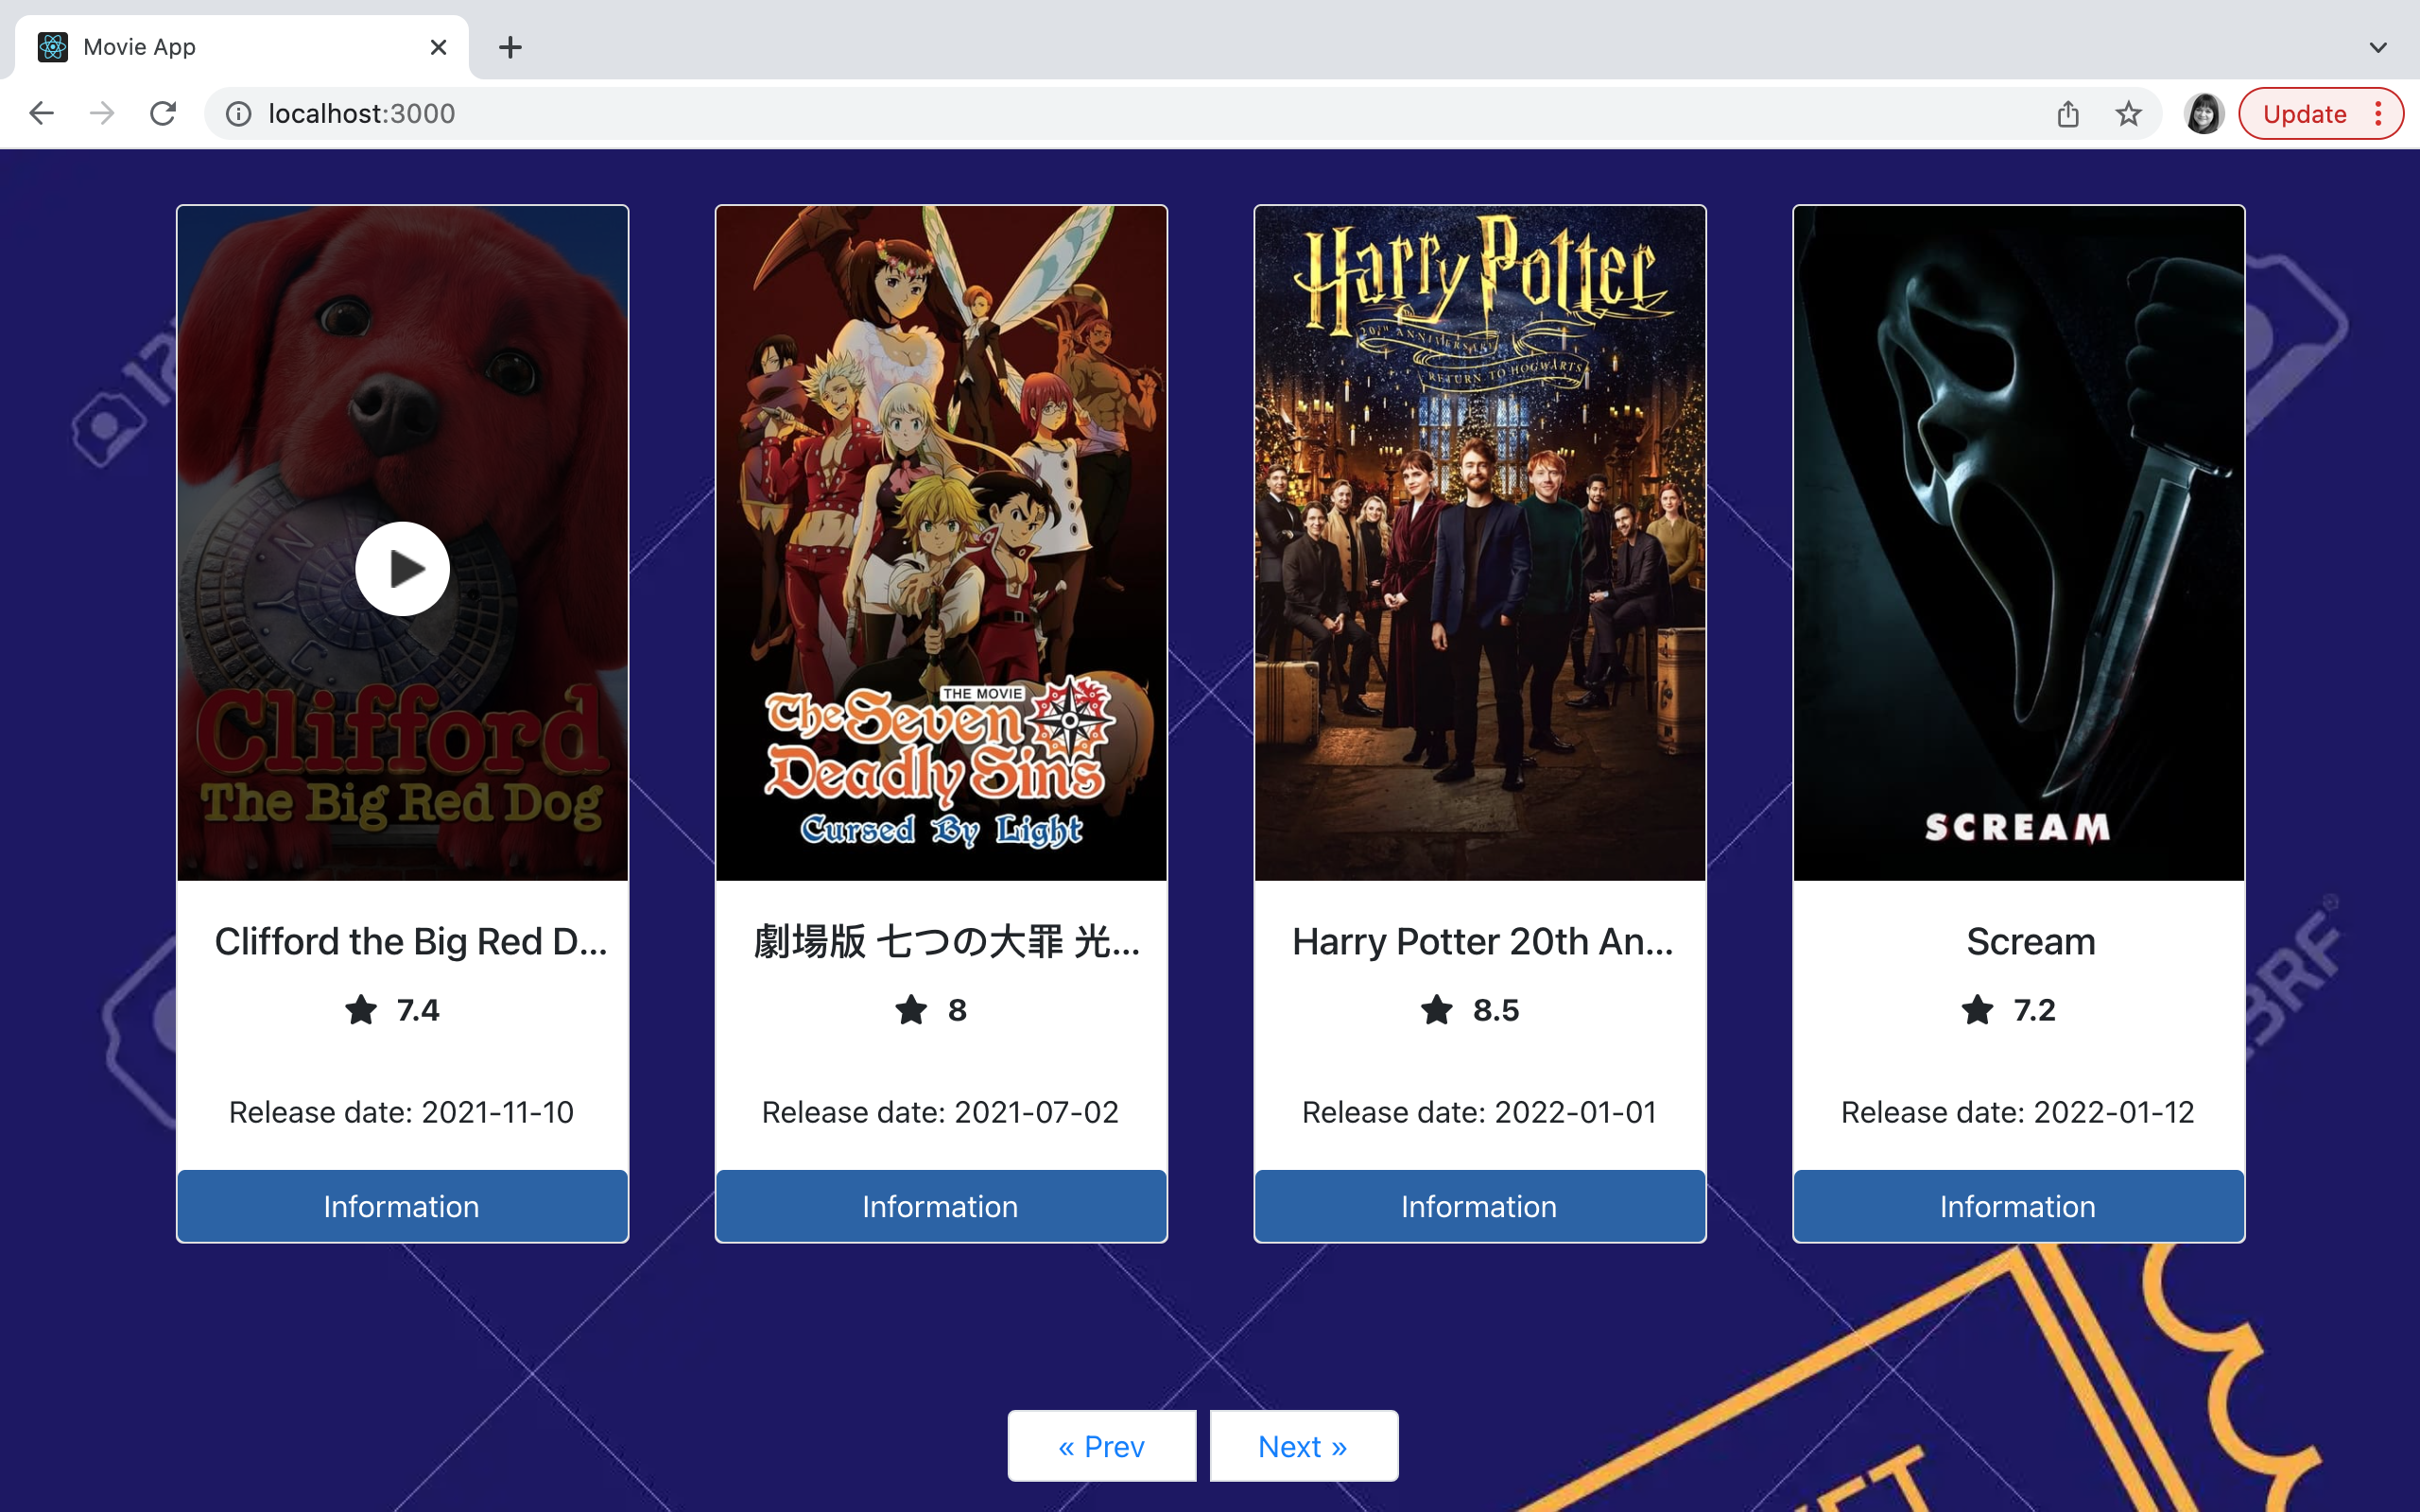 Movie App
localhost:3000
Update
Clifford
The Big Red Dog
Clifford the Big Red D...
7.4
Release date: 2021-11-10
Information
THE MOVIE
The Seven
Deadly Sins
Cursed By Light
劇場版 七つの大罪 光...
8
Release date: 2021-07-02
Information
Harry Potter
20TH ANNIVERSARY
RETURN TO HOGWARTS
Harry Potter 20th An...
8.5
Release date: 2022-01-01
Information
SCREAM
Scream
7.2
Release date: 2022-01-12
Information
« Prev
Next »